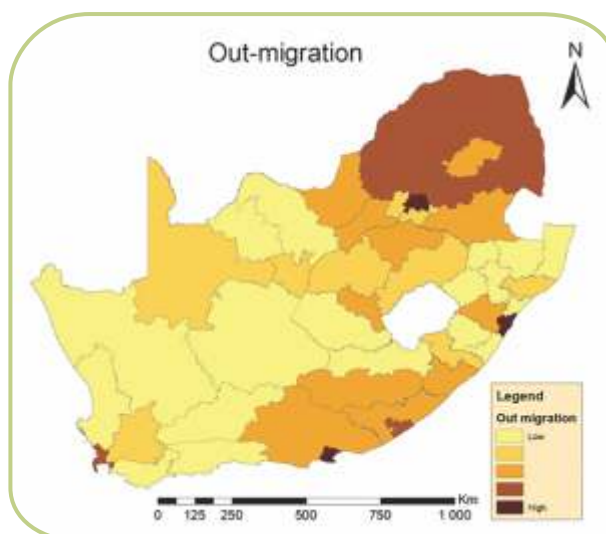 Out-migration
N
Legend
Out migration
Low
High
Km
0 125 250 500 750 1 000